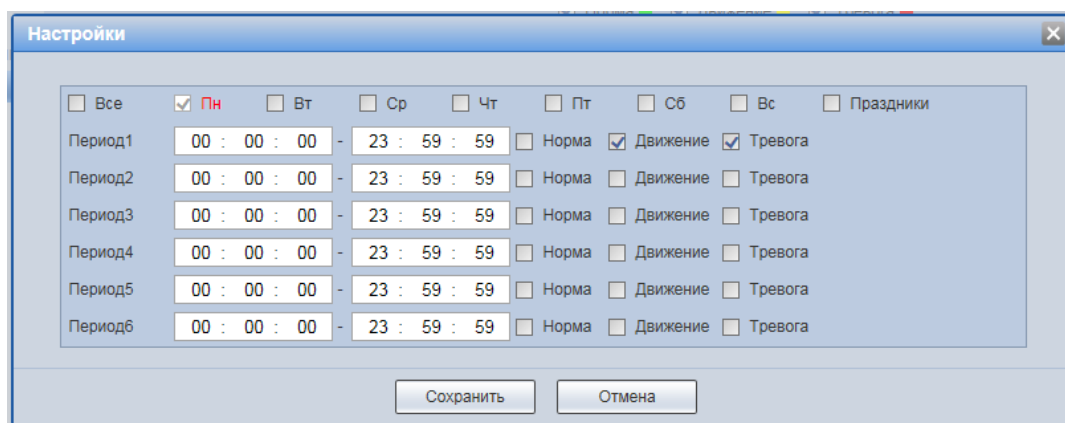 Норма Движение Тревога
Настройки
Все Пн Вт Ср Чт Пт Сб Вс Праздники
Период1 00 : 00 : 00 - 23 : 59 : 59 Норма Движение Тревога
Период2 00 : 00 : 00 - 23 : 59 : 59 Норма Движение Тревога
Период3 00 : 00 : 00 - 23 : 59 : 59 Норма Движение Тревога
Период4 00 : 00 : 00 - 23 : 59 : 59 Норма Движение Тревога
Период5 00 : 00 : 00 - 23 : 59 : 59 Норма Движение Тревога
Период6 00 : 00 : 00 - 23 : 59 : 59 Норма Движение Тревога
Сохранить Отмена